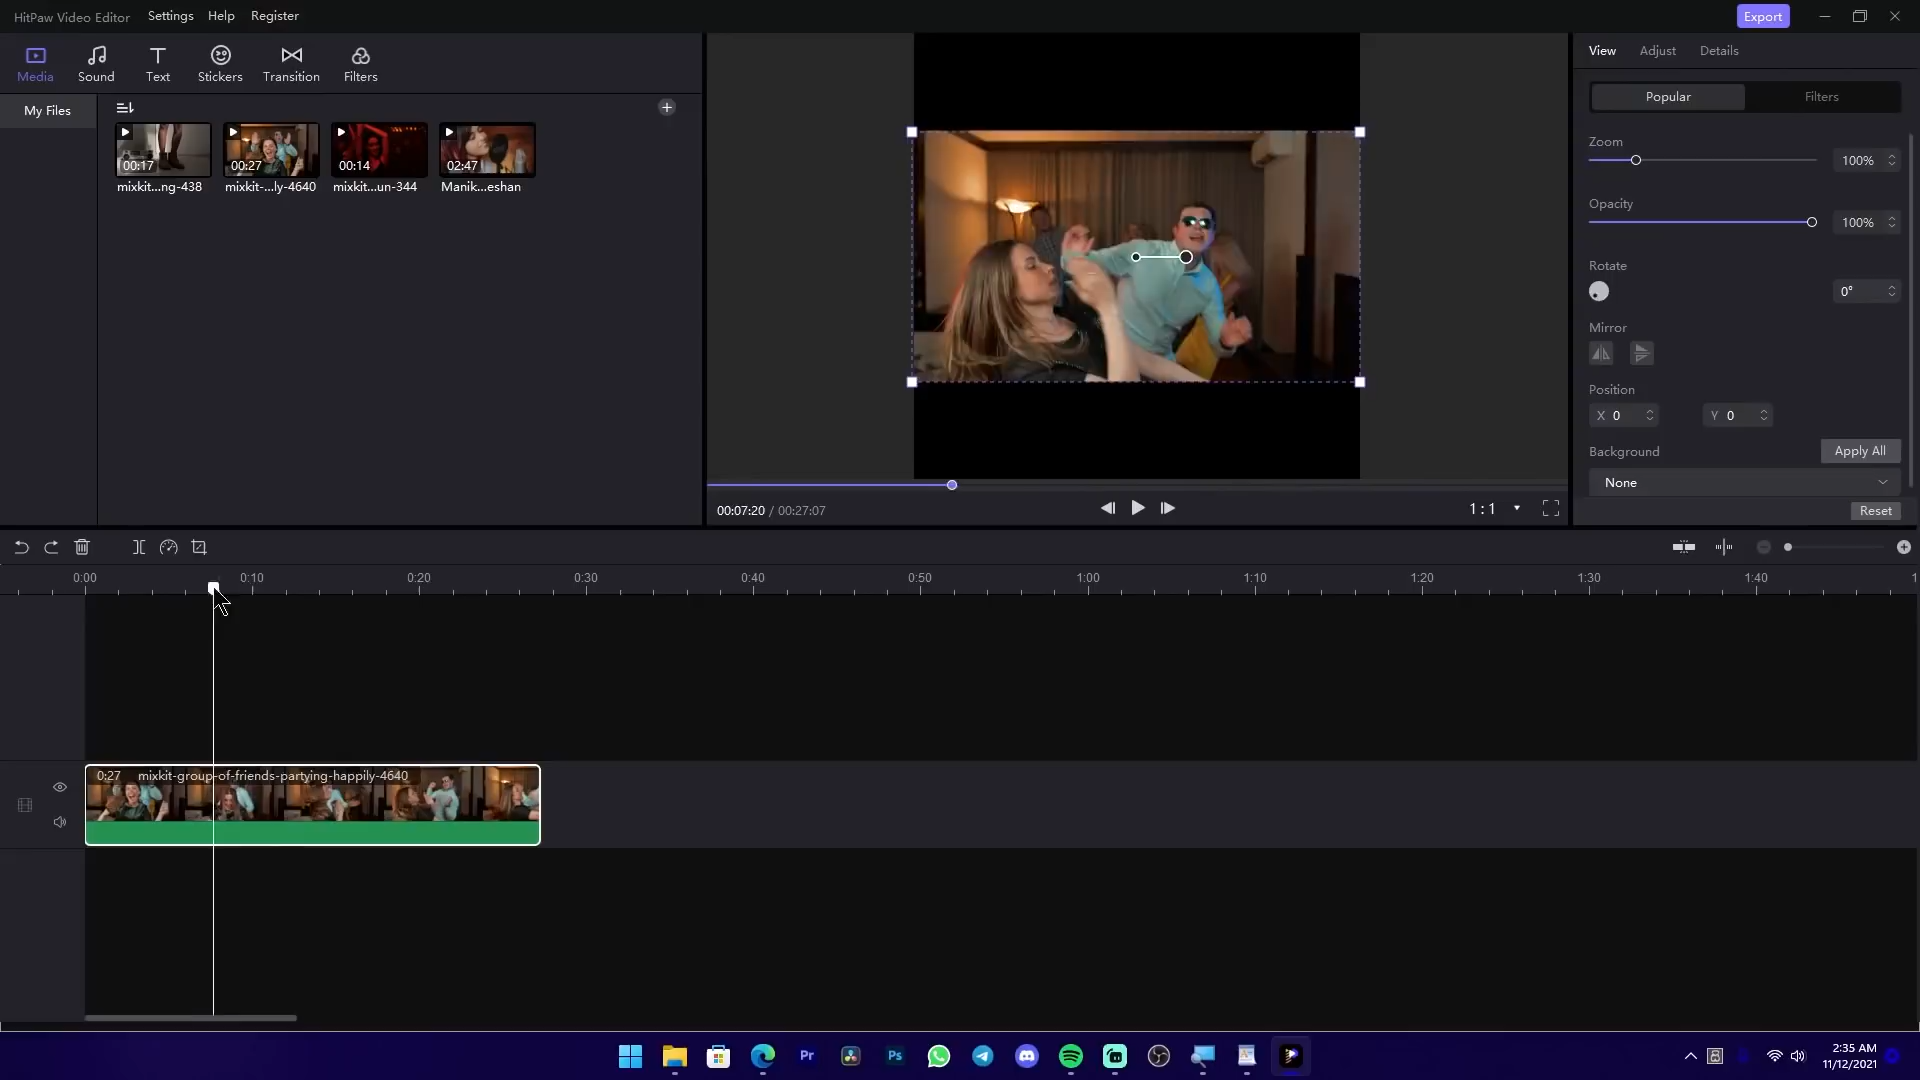 HitPaw Video Editor Settings Help Register Export
Media Sound Text Stickers Transition Filters
My Files
00:17 00:27 00:14 02:47
mixkit...ng-438 mixkit-...ly-4640 mixkit...un-344 Manik...eshan
00:07:20 / 00:27:07
1 : 1
View Adjust Details
Popular Filters
Zoom
100%
Opacity
100%
Rotate
0°
Mirror
Position
X 0 Y 0
Background Apply All
None
Reset
0:00 0:10 0:20 0:30 0:40 0:50 1:00 1:10 1:20 1:30 1:40 1
0:27 mixkit-group-of-friends-partying-happily-4640
Pr Ps
2:35 AM
11/12/2021